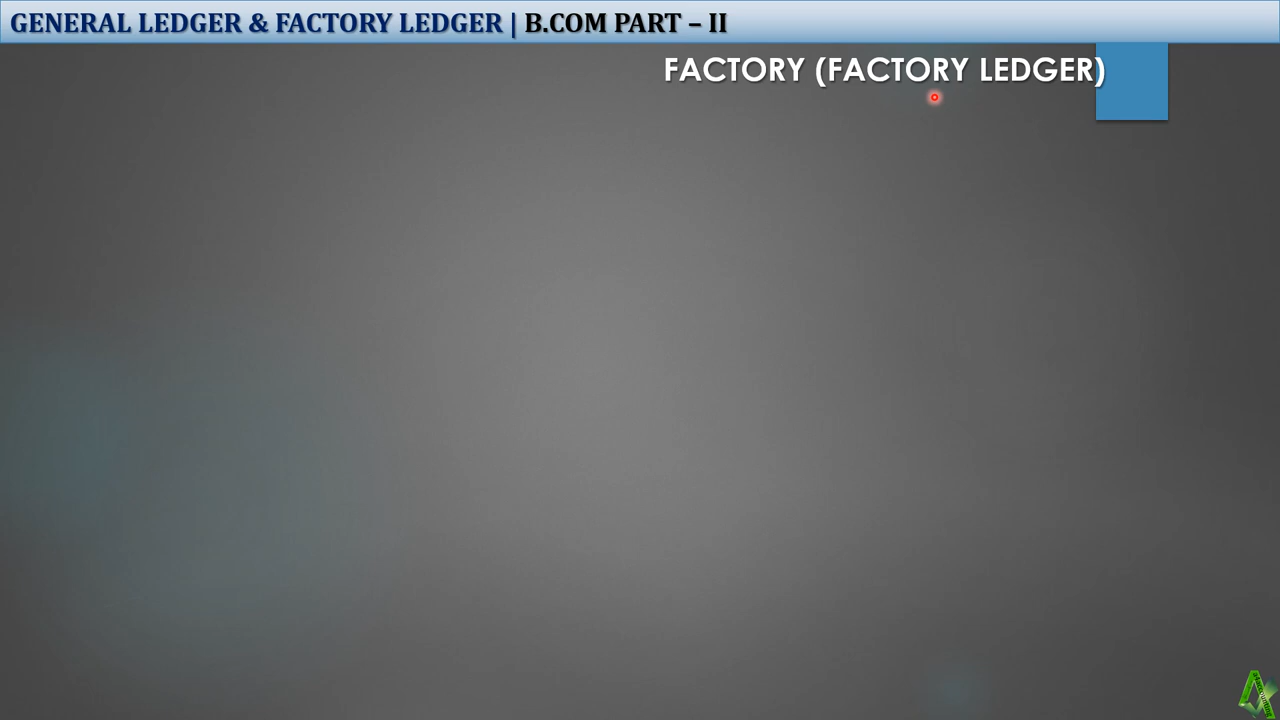 GENERAL LEDGER & FACTORY LEDGER | B.COM PART – II
FACTORY (FACTORY LEDGER)